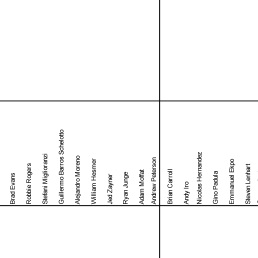 Brad Evans
Robbie Rogers
Stefani Miglioranzi
Guillermo Barros Schelotto
Alejandro Moreno
William Hesmer
Jed Zayner
Ryan Junge
Adam Moffat
Andrew Peterson
Brian Carroll
Andy Iro
Nicolas Hernandez
Gino Padula
Emmanuel Ekpo
Steven Lenhart